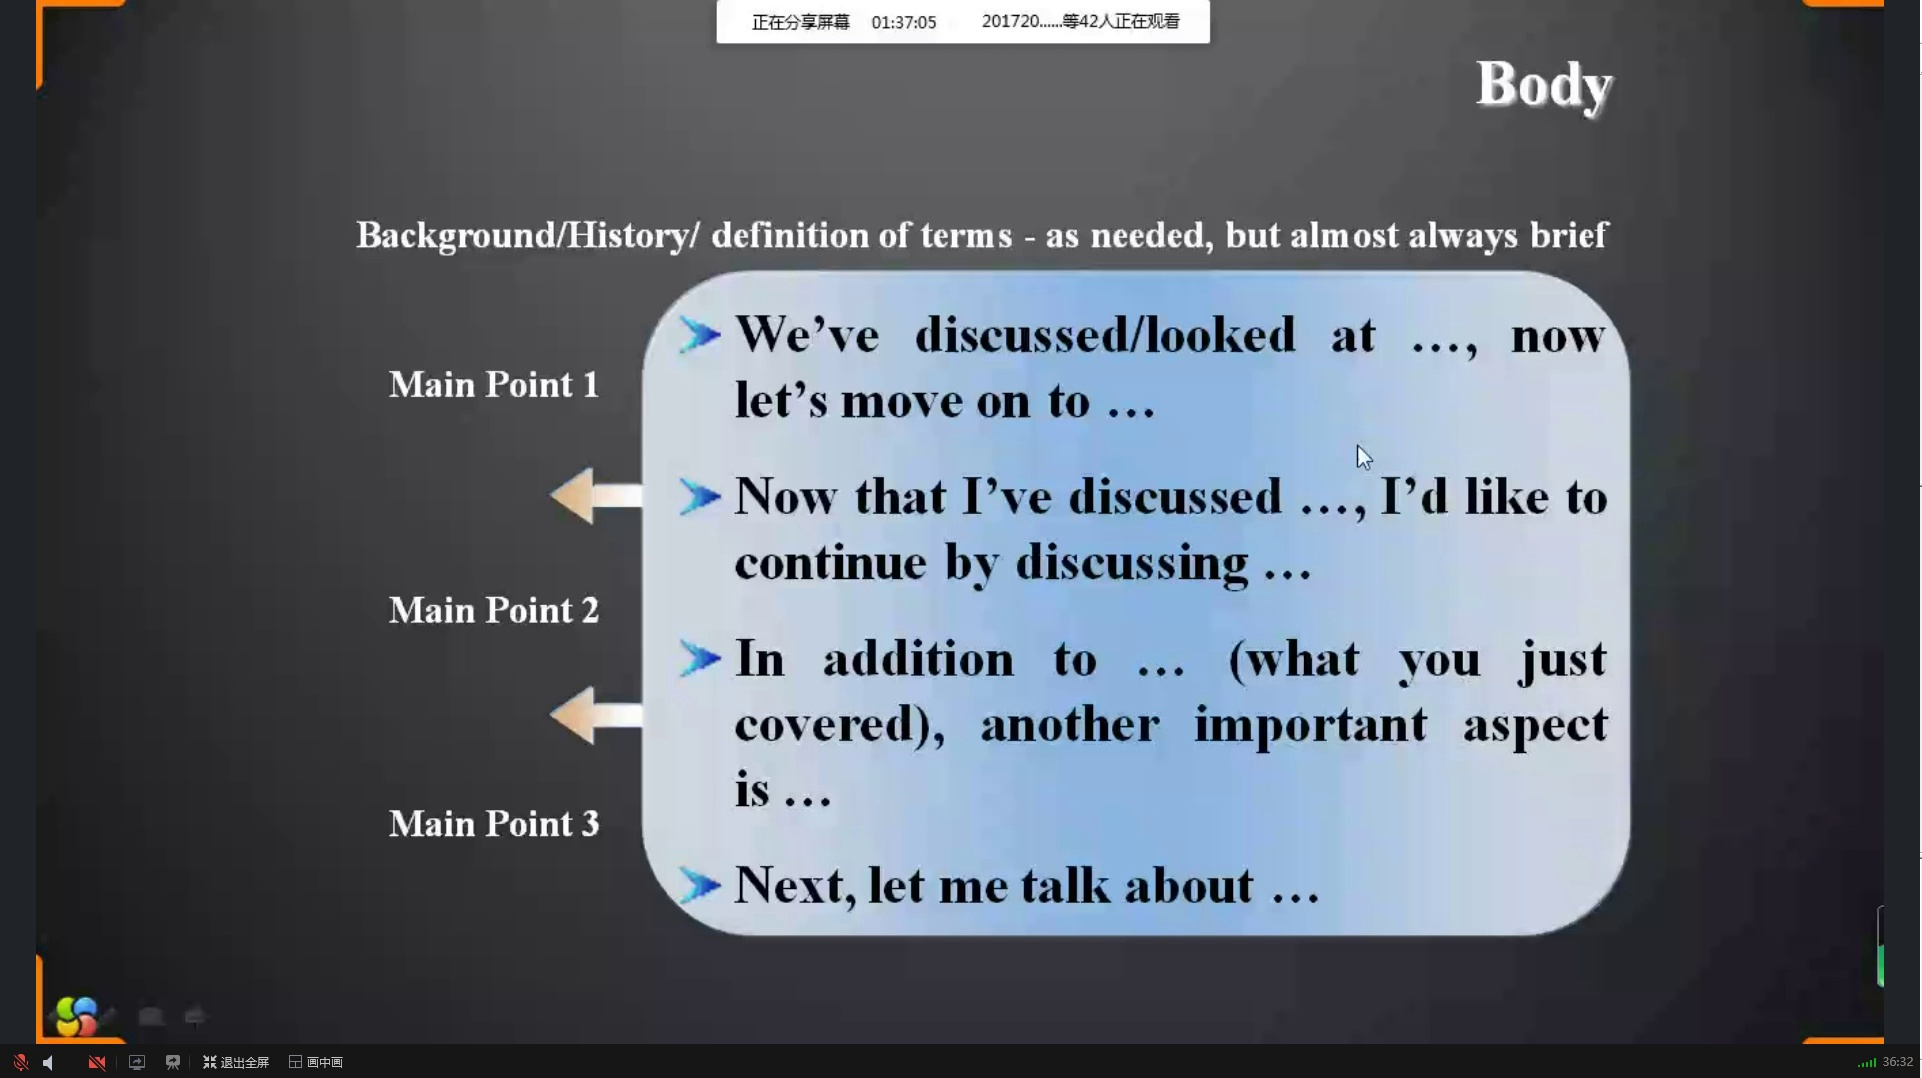 正在分享屏幕 01:37:05 201720......等42人正在观看
Body
Background/History/ definition of terms - as needed, but almost always brief
Main Point 1
Main Point 2
Main Point 3
We’ve discussed/looked at …, now
let’s move on to …
Now that I’ve discussed …, I’d like to
continue by discussing …
In addition to … (what you just
covered), another important aspect
is …
Next, let me talk about …
退出全屏 画中画 36:32